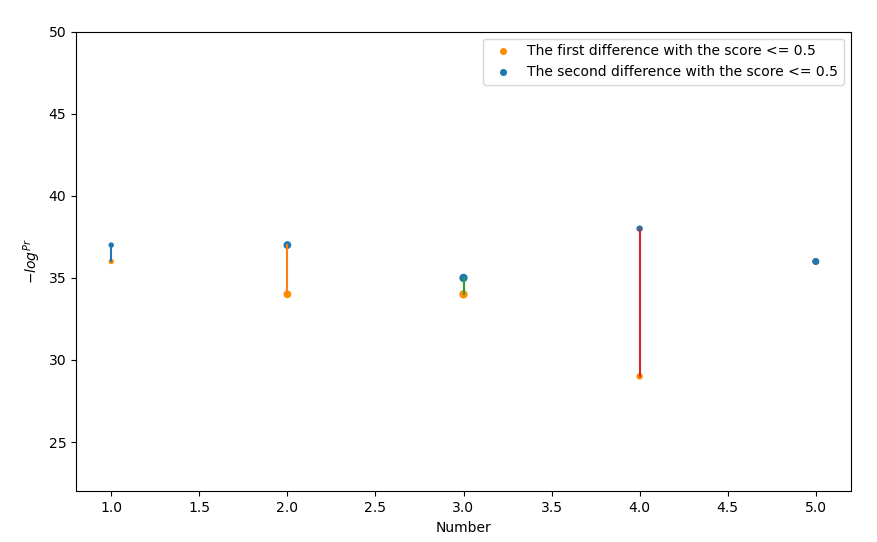 50
45
40
35
30
25
−log^{Pr}
The first difference with the score <= 0.5
The second difference with the score <= 0.5
1.0 1.5 2.0 2.5 3.0 3.5 4.0 4.5 5.0
Number